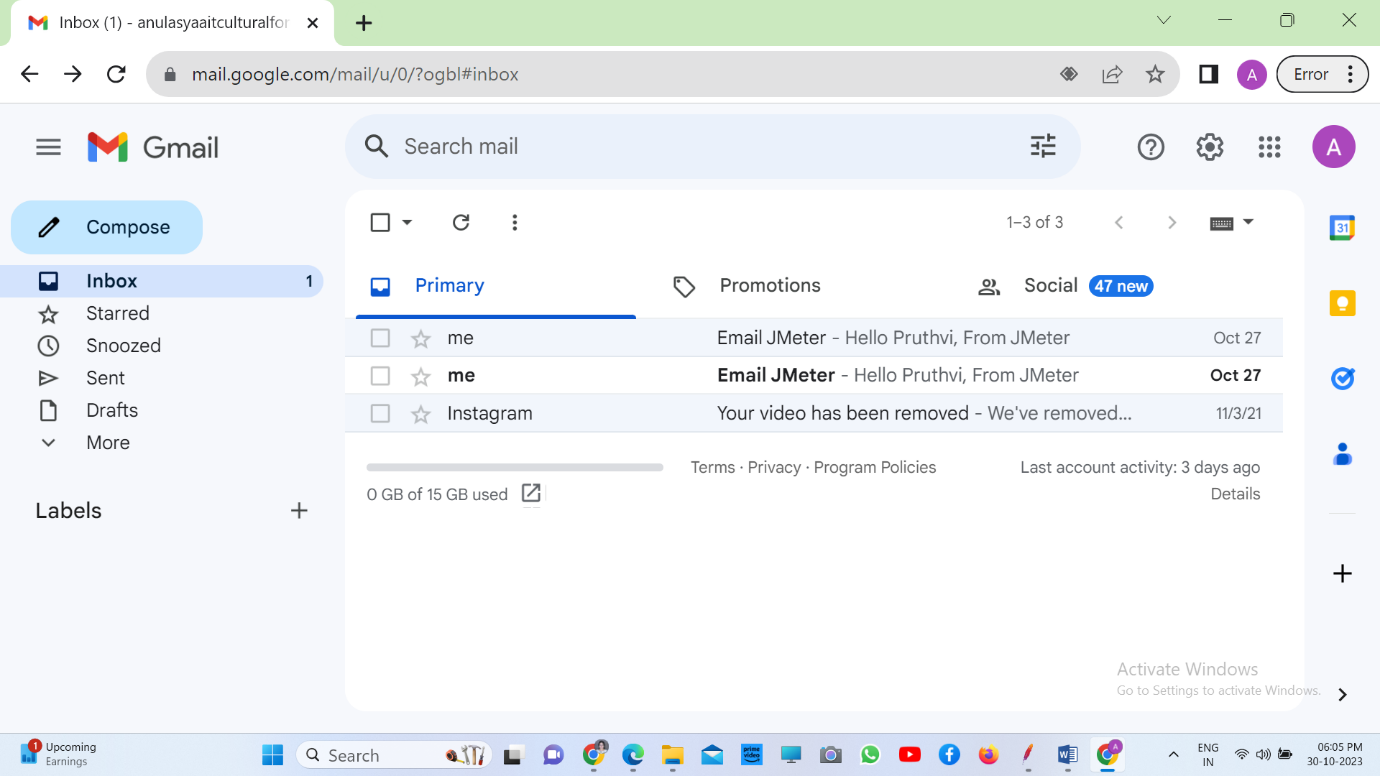 Inbox (1) - anulasyaaitculturalfor
mail.google.com/mail/u/0/?ogbl#inbox
A
Error
Gmail
Search mail
A
Compose
1–3 of 3
31
Inbox 1
Primary
Promotions
Social 47 new
Starred
Snoozed
Sent
Drafts
More
me Email JMeter - Hello Pruthvi, From JMeter Oct 27
me Email JMeter - Hello Pruthvi, From JMeter Oct 27
Instagram Your video has been removed - We've removed... 11/3/21
0 GB of 15 GB used
Terms · Privacy · Program Policies
Last account activity: 3 days ago
Details
Labels
Activate Windows
Go to Settings to activate Windows.
1
Upcoming
Earnings
Search
prime
video
A
ENG
IN
06:05 PM
30-10-2023